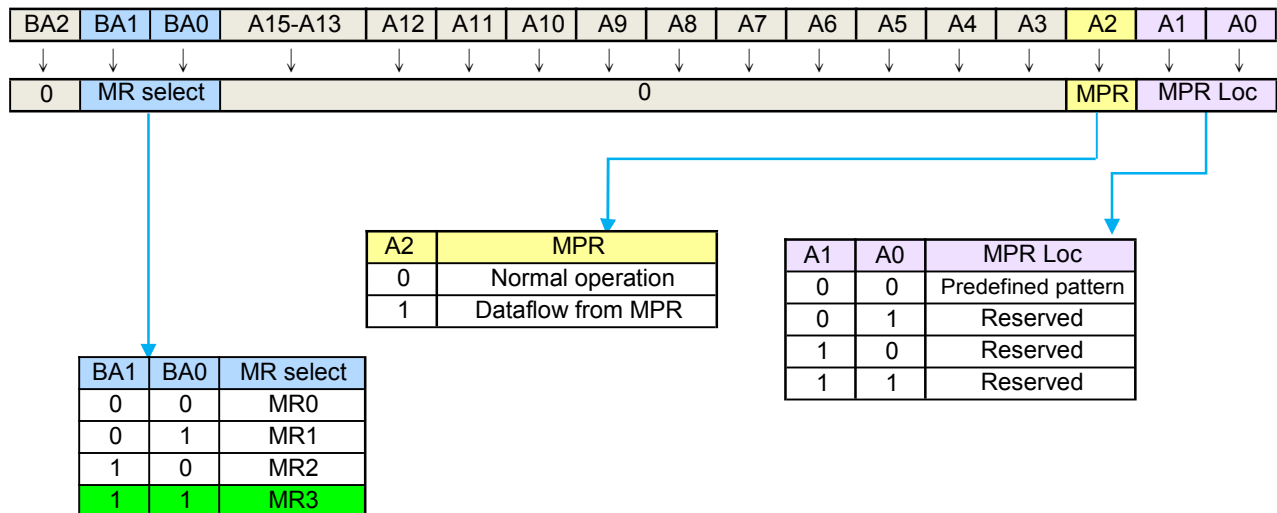 BA2 BA1 BA0 A15-A13 A12 A11 A10 A9 A8 A7 A6 A5 A4 A3 A2 A1 A0
0 MR select 0 MPR MPR Loc
A2 MPR
0 Normal operation
1 Dataflow from MPR
A1 A0 MPR Loc
0 0 Predefined pattern
0 1 Reserved
1 0 Reserved
1 1 Reserved
BA1 BA0 MR select
0 0 MR0
0 1 MR1
1 0 MR2
1 1 MR3